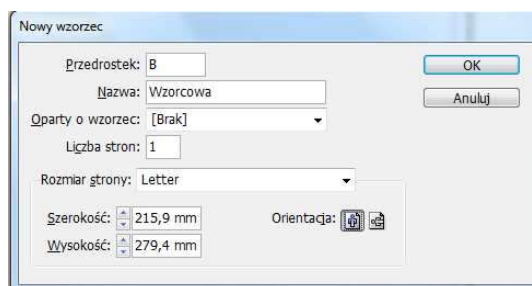 Nowy wzorzec
Przedrostek: B
OK
Nazwa: Wzorcowa
Anuluj
Oparty o wzorzec: [Brak]
Liczba stron: 1
Rozmiar strony: Letter
Szerokość: 215,9 mm
Orientacja:
Wysokość: 279,4 mm